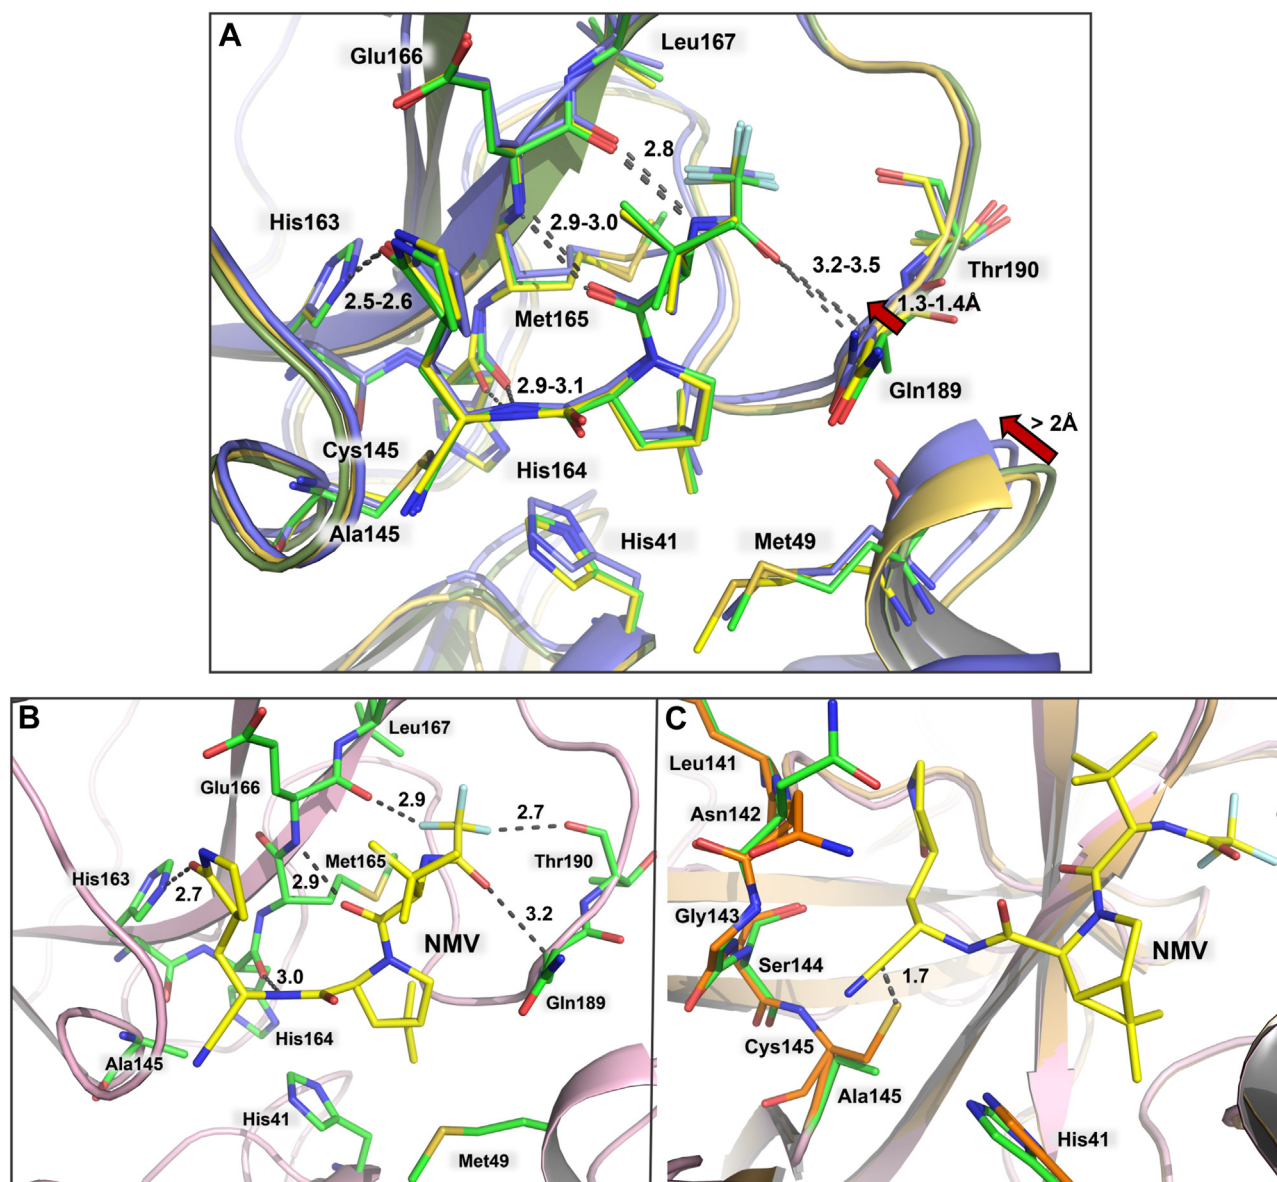 A
Leu167
Glu166
2.8
His163
2.9-3.0
3.2-3.5
Thr190
2.5-2.6
Met165
1.3-1.4Å
2.9-3.1
Gln189
> 2Å
Cys145
His164
Ala145
His41
Met49
B
Leu167
Glu166
2.9
2.7
Met165
Thr190
His163
2.7
2.9
3.2
NMV
3.0
Gln189
His164
Ala145
His41
Met49
C
Leu141
Asn142
Gly143
Ser144
NMV
1.7
Cys145
Ala145
His41